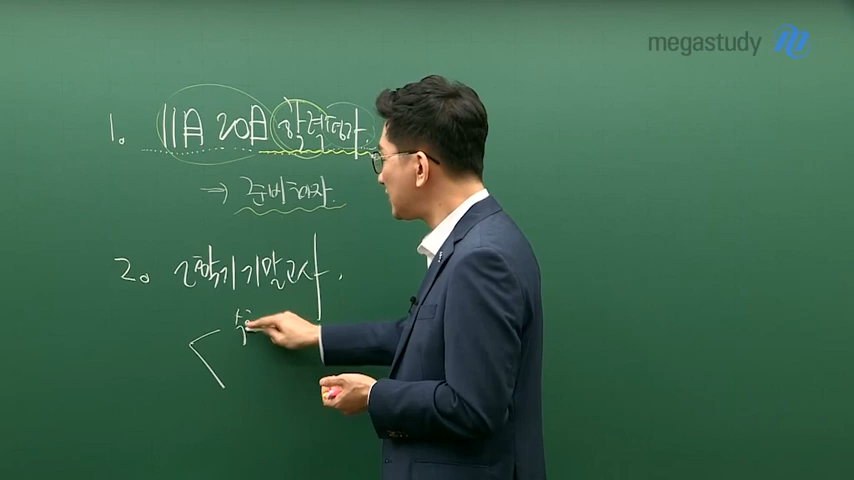 megastudy
1. 11月 20日 학력평가.
⇒ 준비하자.
2. 2학기 기말고사.